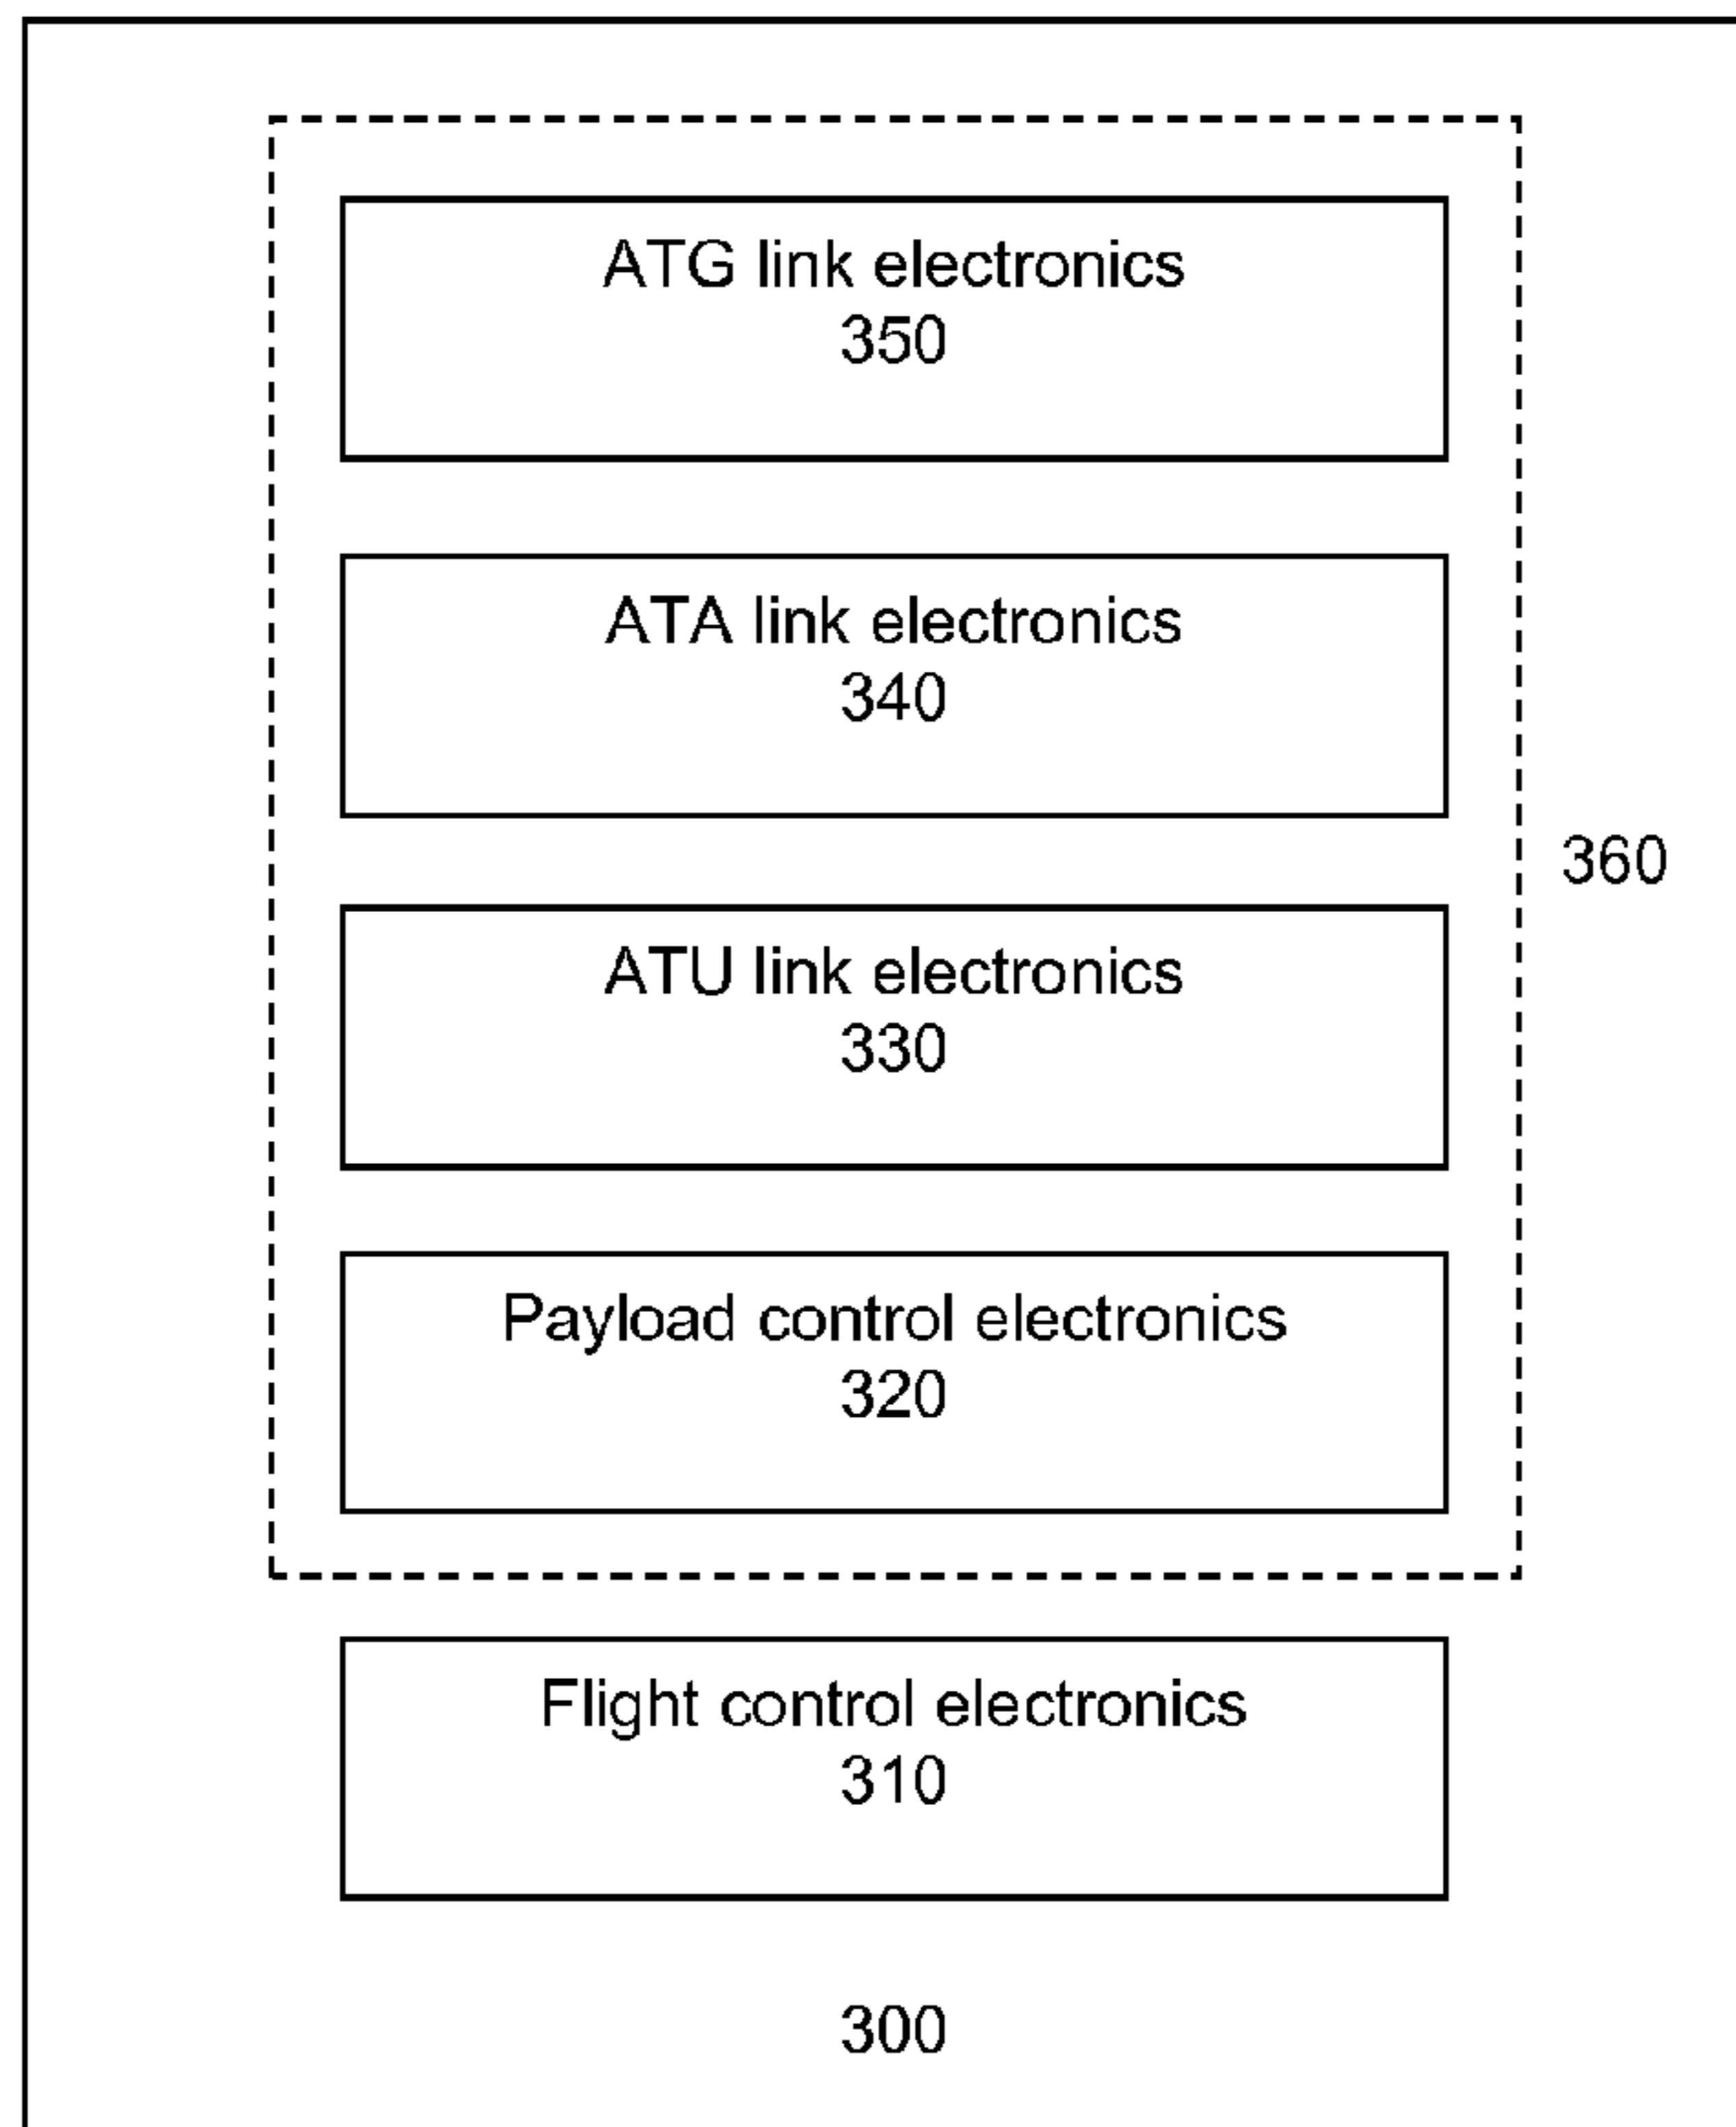 ATG link electronics
350
ATA link electronics
340
360
ATU link electronics
330
Payload control electronics
320
Flight control electronics
310
300